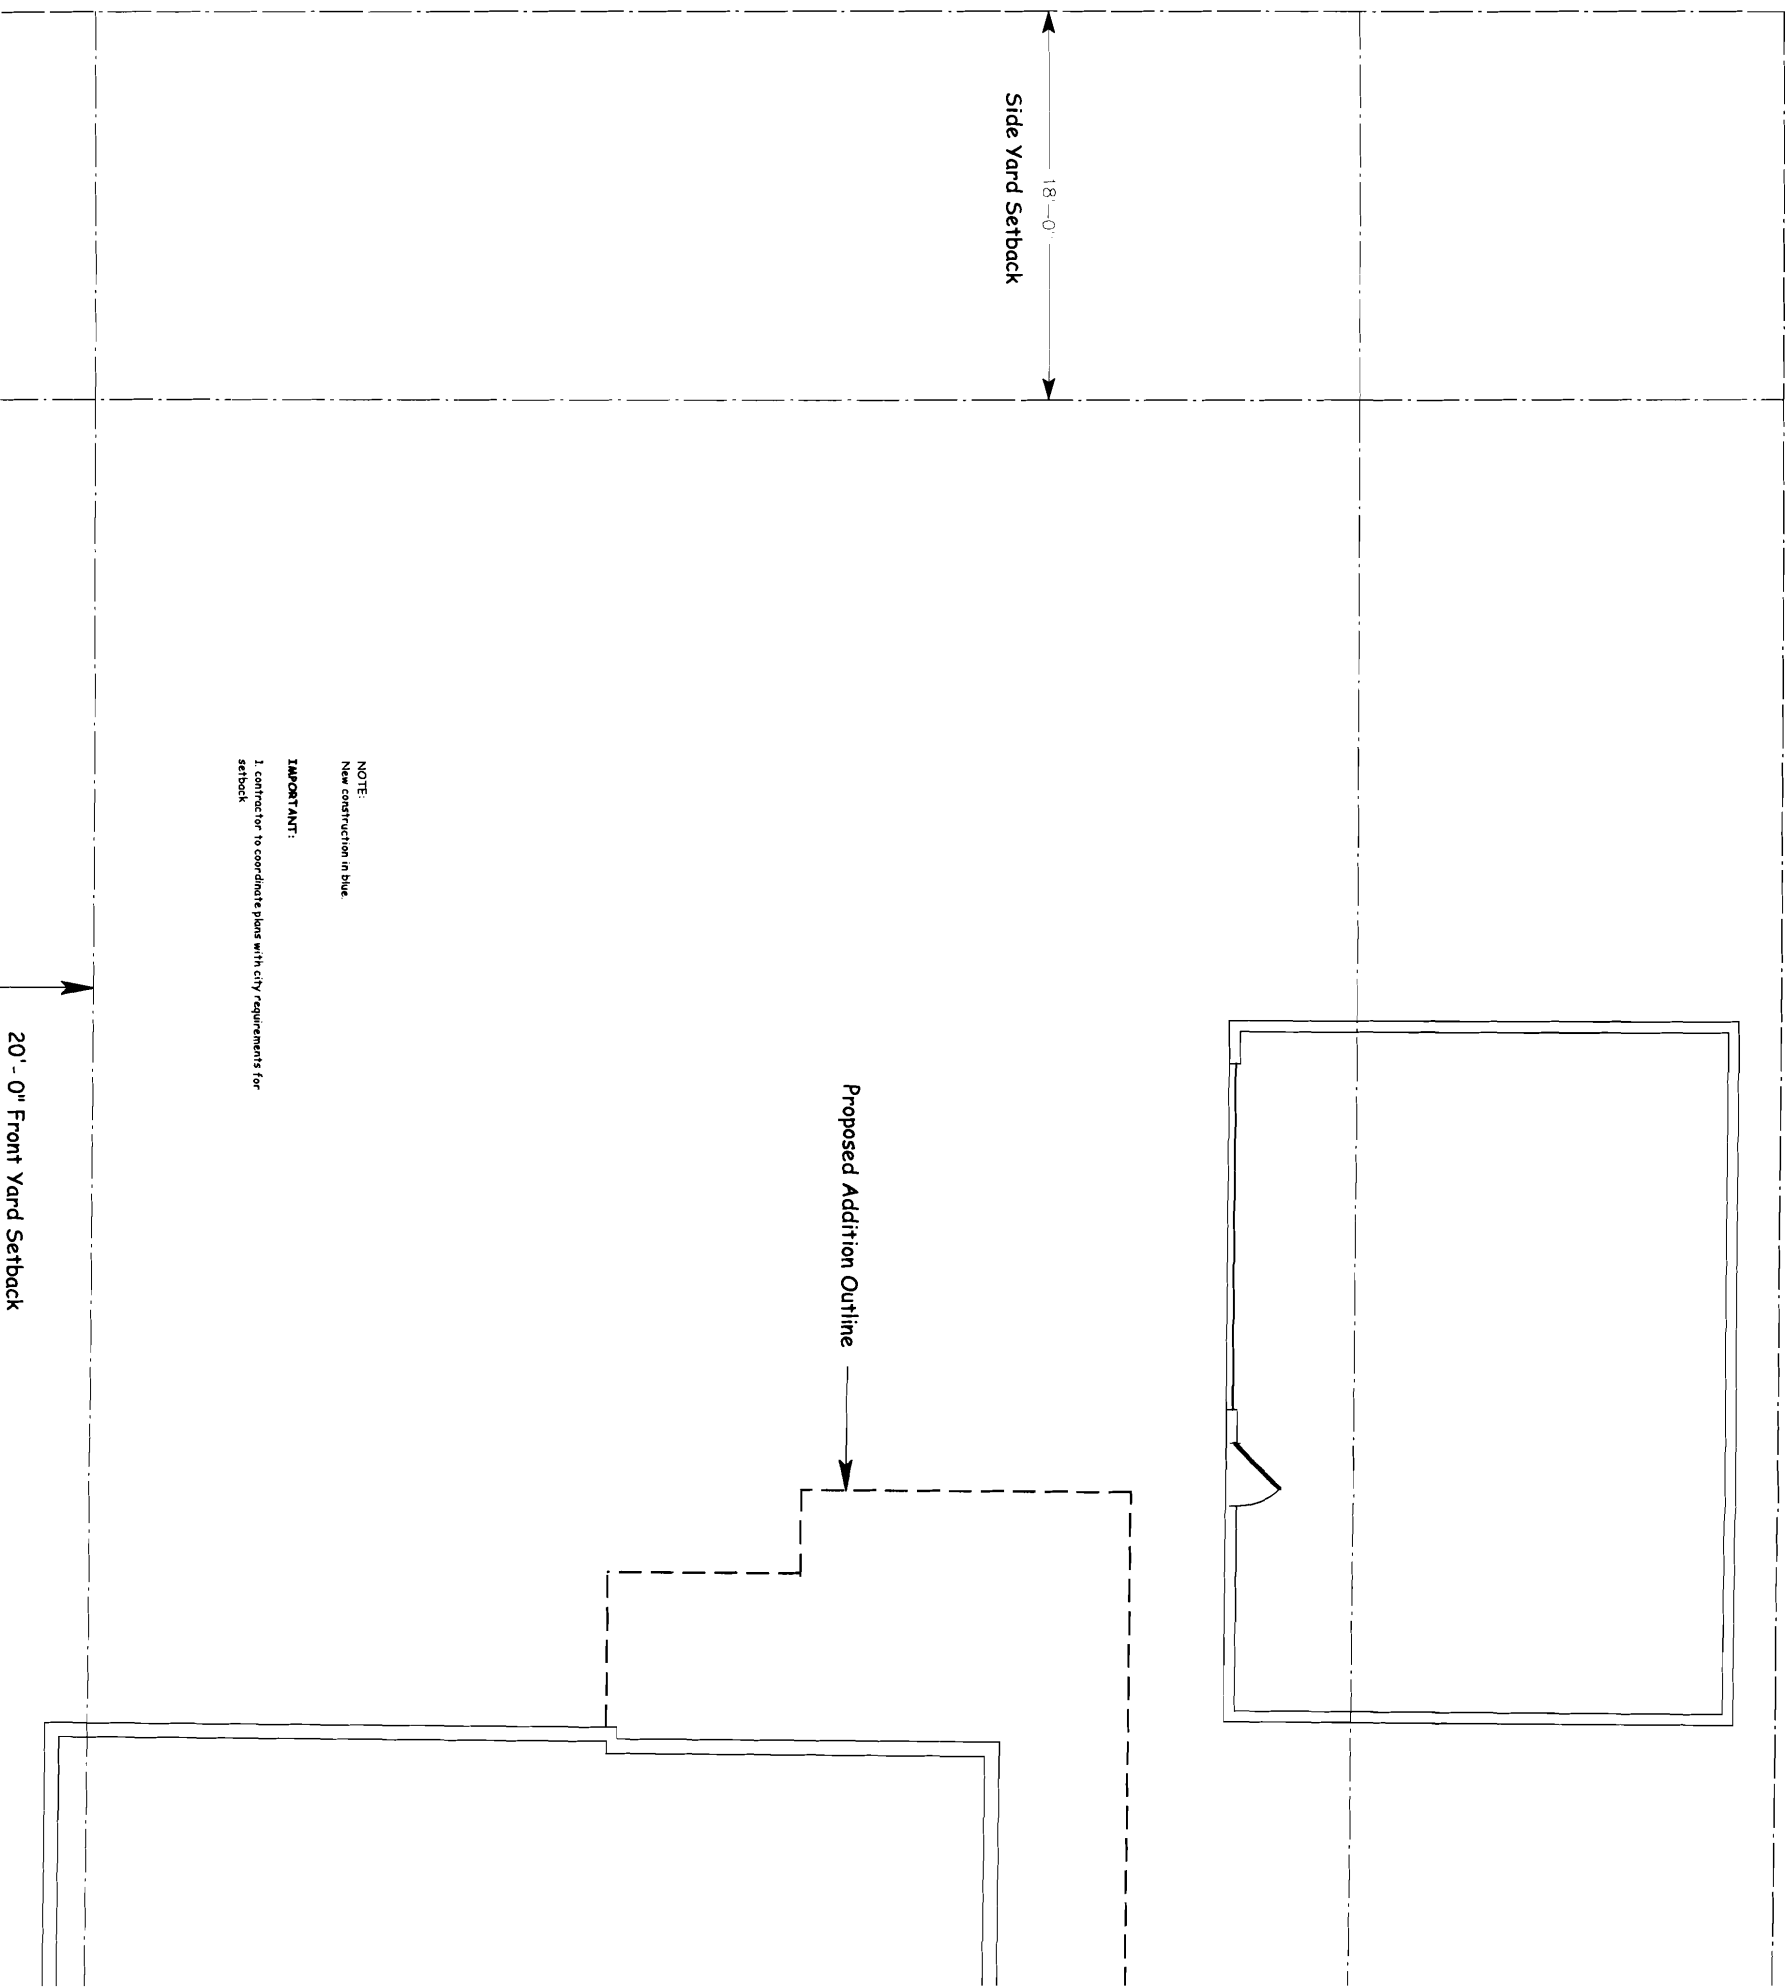 Side Yard Setback
18'-0"
Proposed Addition Outline
NOTE:
New construction in blue.
IMPORTANT:
1. contractor to coordinate plans with city requirements for
setback
20'- 0" Front Yard Setback